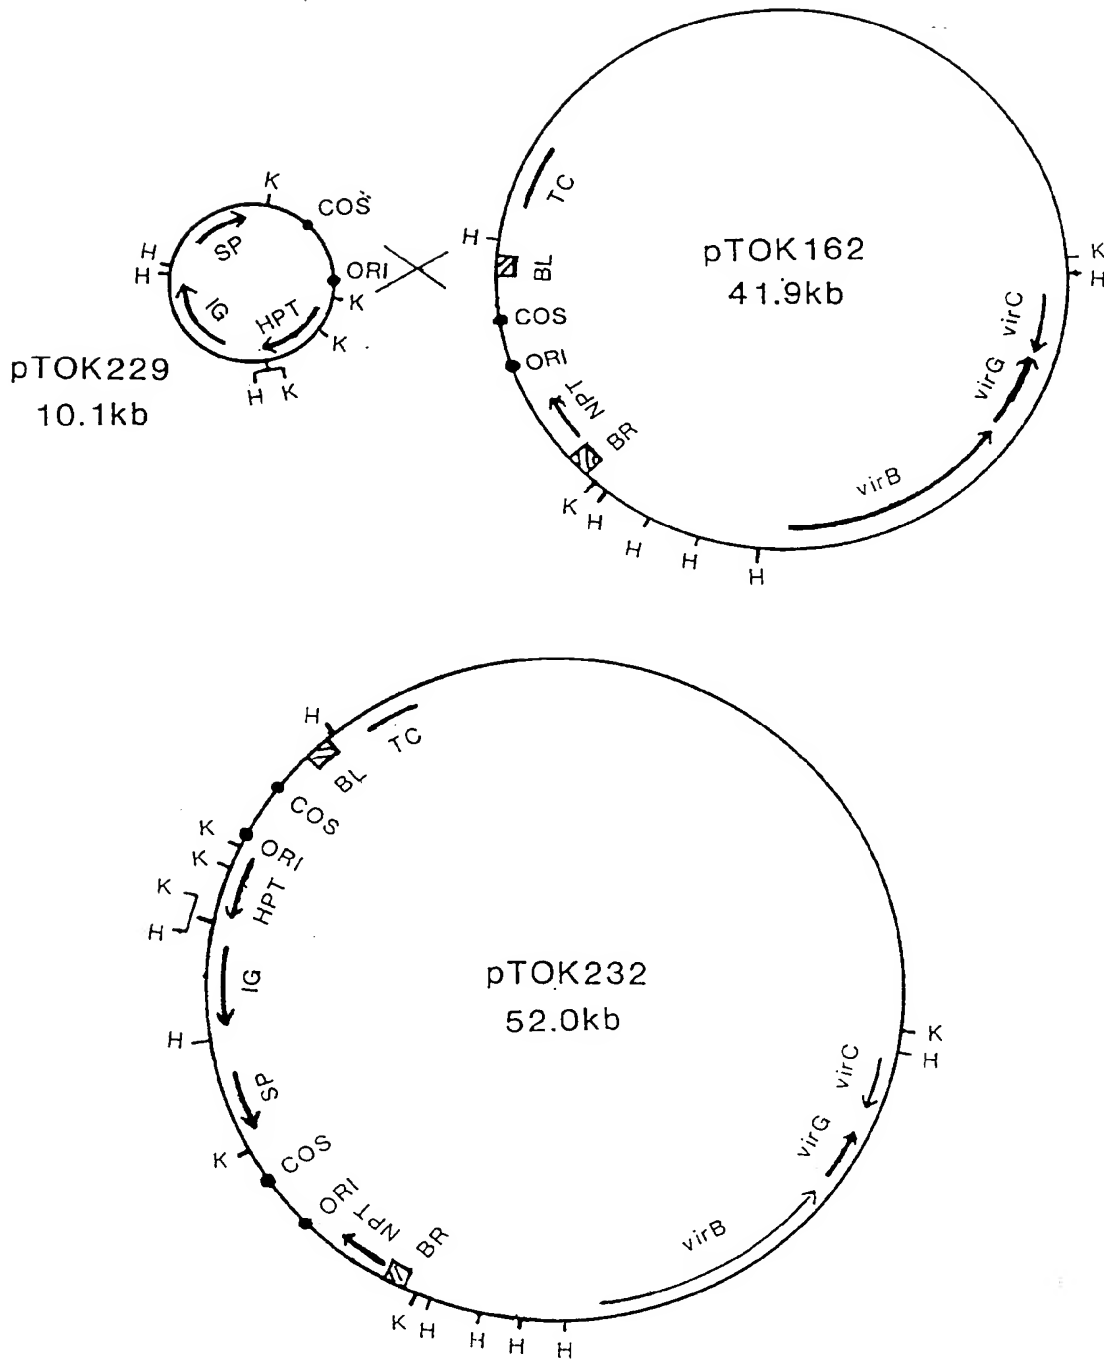 K
COS
ORI
K
K
SP
H
H
IG
HPT
H K
pTOK229
10.1kb
TC
H
BL
COS
ORI
NPT
BR
K
H
H
H
H
pTOK162
41.9kb
K
H
virC
virG
virB
H
TC
BL
COS
K
ORI
K
HPT
K
H
IG
H
SP
K
COS
ORI
NPT
BR
K
H
H
H
H
pTOK232
52.0kb
K
H
virC
virG
virB